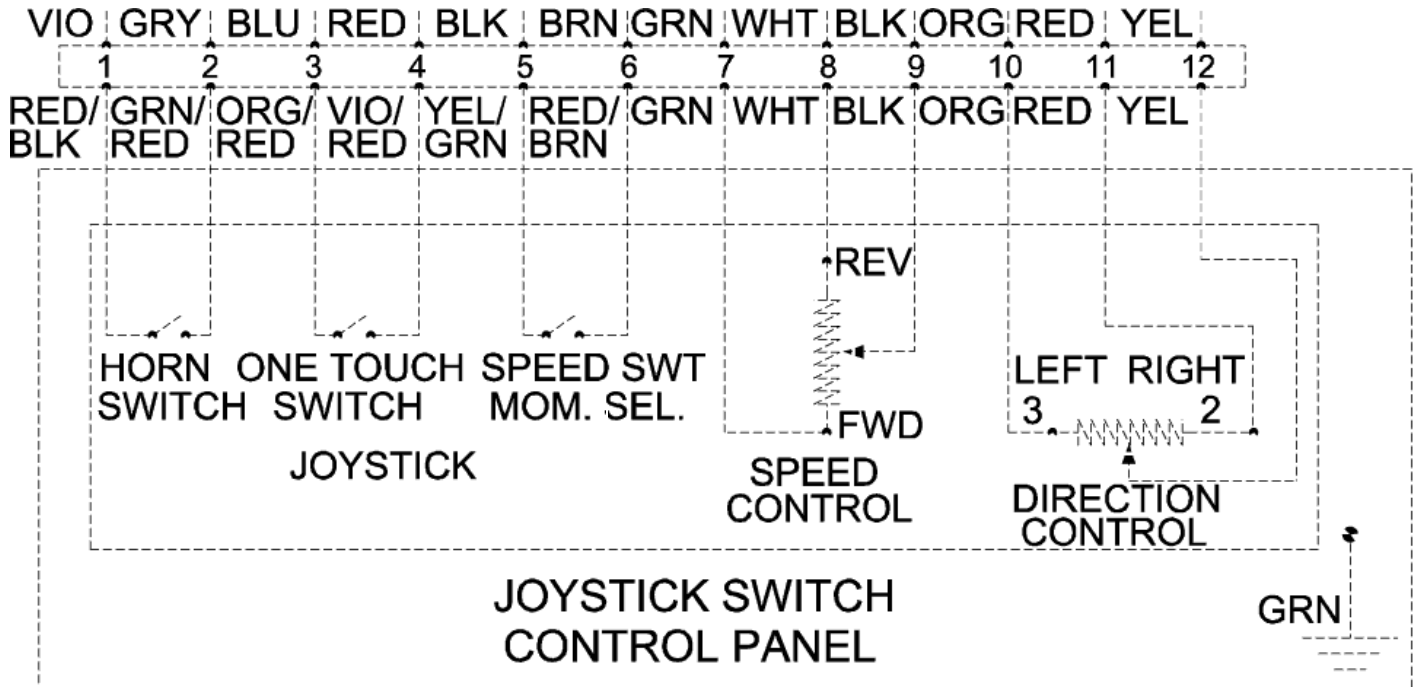 VIO GRY BLU RED BLK BRN GRN WHT BLK ORG RED YEL
1 2 3 4 5 6 7 8 9 10 11 12
RED/ GRN/ ORG/ VIO/ YEL/ RED/ GRN WHT BLK ORG RED YEL
BLK RED RED RED GRN BRN
REV
HORN ONE TOUCH SPEED SWT
SWITCH SWITCH MOM. SEL.
LEFT RIGHT
3 2
FWD
JOYSTICK
SPEED
CONTROL
DIRECTION
CONTROL
JOYSTICK SWITCH
CONTROL PANEL
GRN